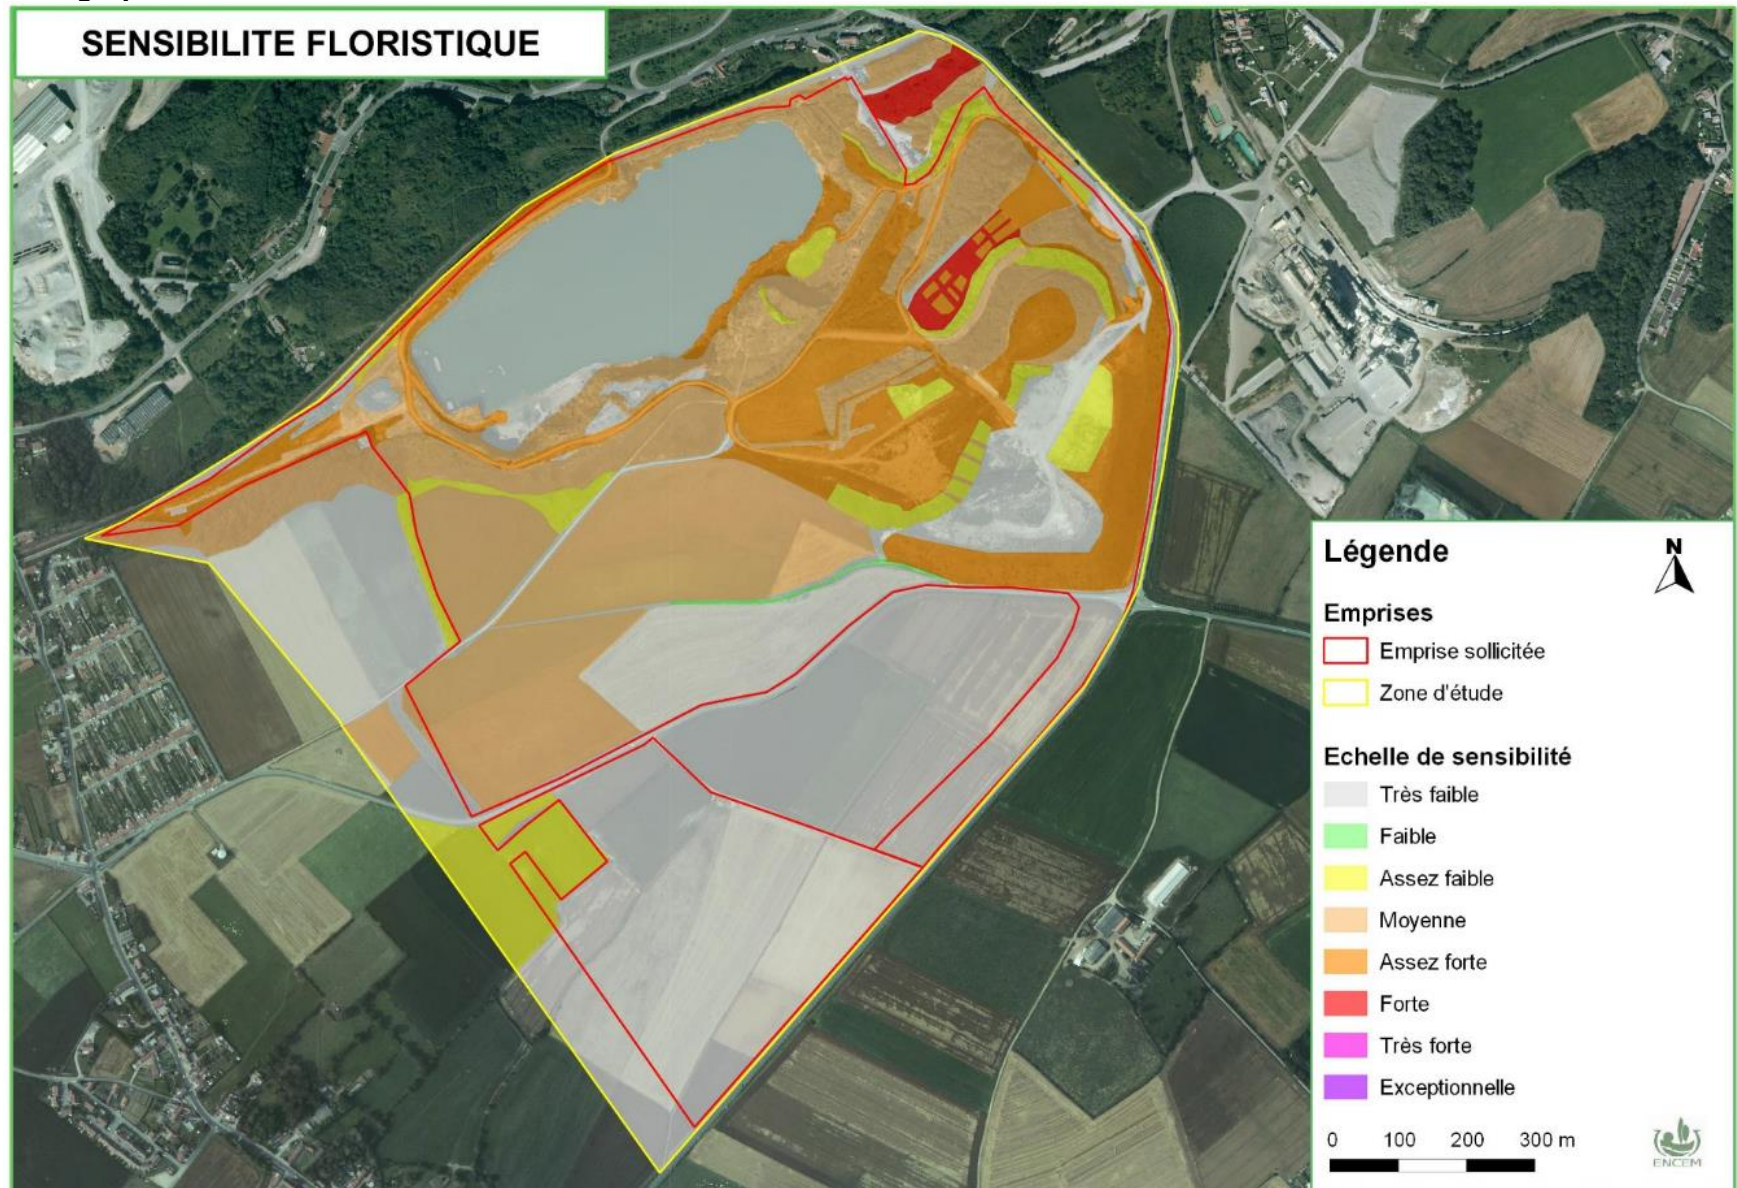 SENSIBILITE FLORISTIQUE
Légende
N
Emprises
Emprise sollicitée
Zone d'étude
Echelle de sensibilité
Très faible
Faible
Assez faible
Moyenne
Assez forte
Forte
Très forte
Exceptionnelle
0 100 200 300 m
ENCEM